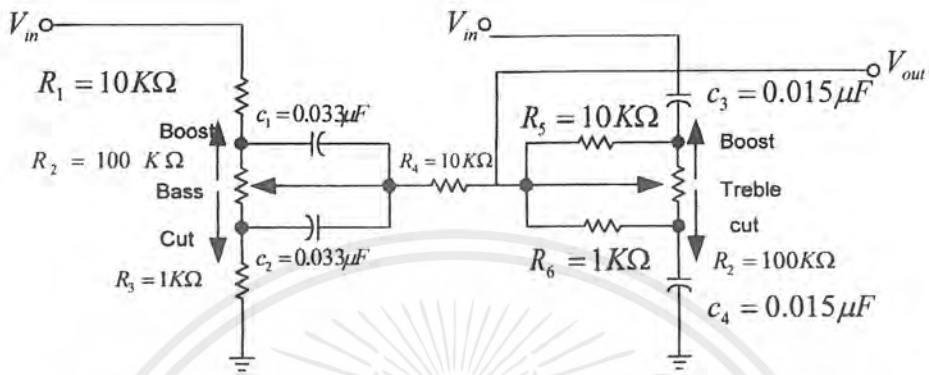 V_in
R_1 = 10KΩ
c_1 = 0.033μF
Boost
R_2 = 100 KΩ
Bass
Cut
c_2 = 0.033μF
R_3 = 1KΩ
R_4 = 10KΩ
V_in
V_out
c_3 = 0.015μF
R_5 = 10KΩ
Boost
Treble
cut
R_6 = 1KΩ
R_2 = 100KΩ
c_4 = 0.015μF